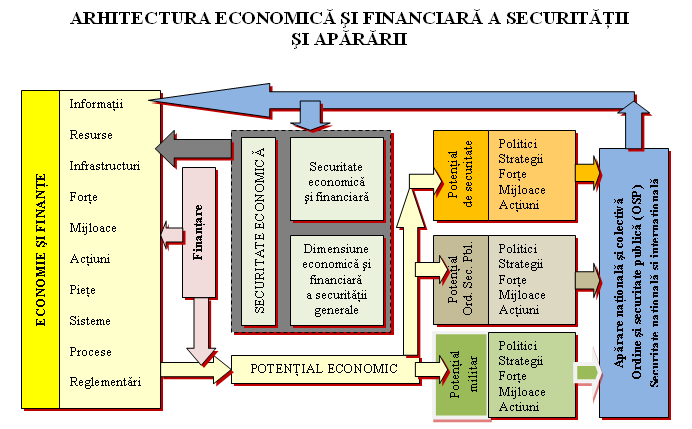 ARHITECTURA ECONOMICĂ ŞI FINANCIARĂ A SECURITĂŢII
ŞI APĂRĂRII
ECONOMIE ŞI FINANŢE
Informaţii
Resurse
Infrastructuri
Forţe
Mijloace
Acţiuni
Pieţe
Sisteme
Procese
Reglementări
Finanţare
SECURITATE ECONOMICĂ
Securitate
economică
şi financiară
Dimensiune
economică şi
financiară
a securităţii
generale
POTENŢIAL ECONOMIC
Potenţial
de securitate
Politici
Strategii
Forţe
Mijloace
Acţiuni
Potenţial
Ord. Sec. Pbl.
Politici
Strategii
Forţe
Mijloace
Acţiuni
Potenţial
militar
Politici
Strategii
Forţe
Mijloace
Acţiuni
Apărare naţională şi colectivă
Ordine şi securitate publică (OSP)
Securitate naţională şi internaţională